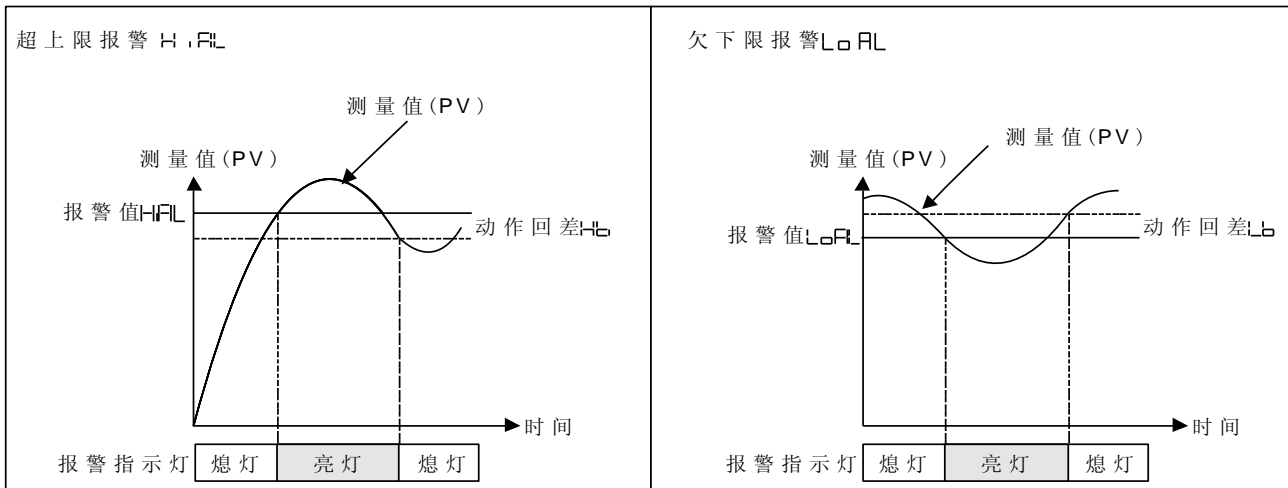 超上限报警 HiAL
测量值(PV)
测量值(PV)
报警值HiAL
动作回差Hb
时间
报警指示灯 熄灯 亮灯 熄灯
欠下限报警LoAL
测量值(PV)
测量值(PV)
报警值LoAL
动作回差Lb
时间
报警指示灯 熄灯 亮灯 熄灯